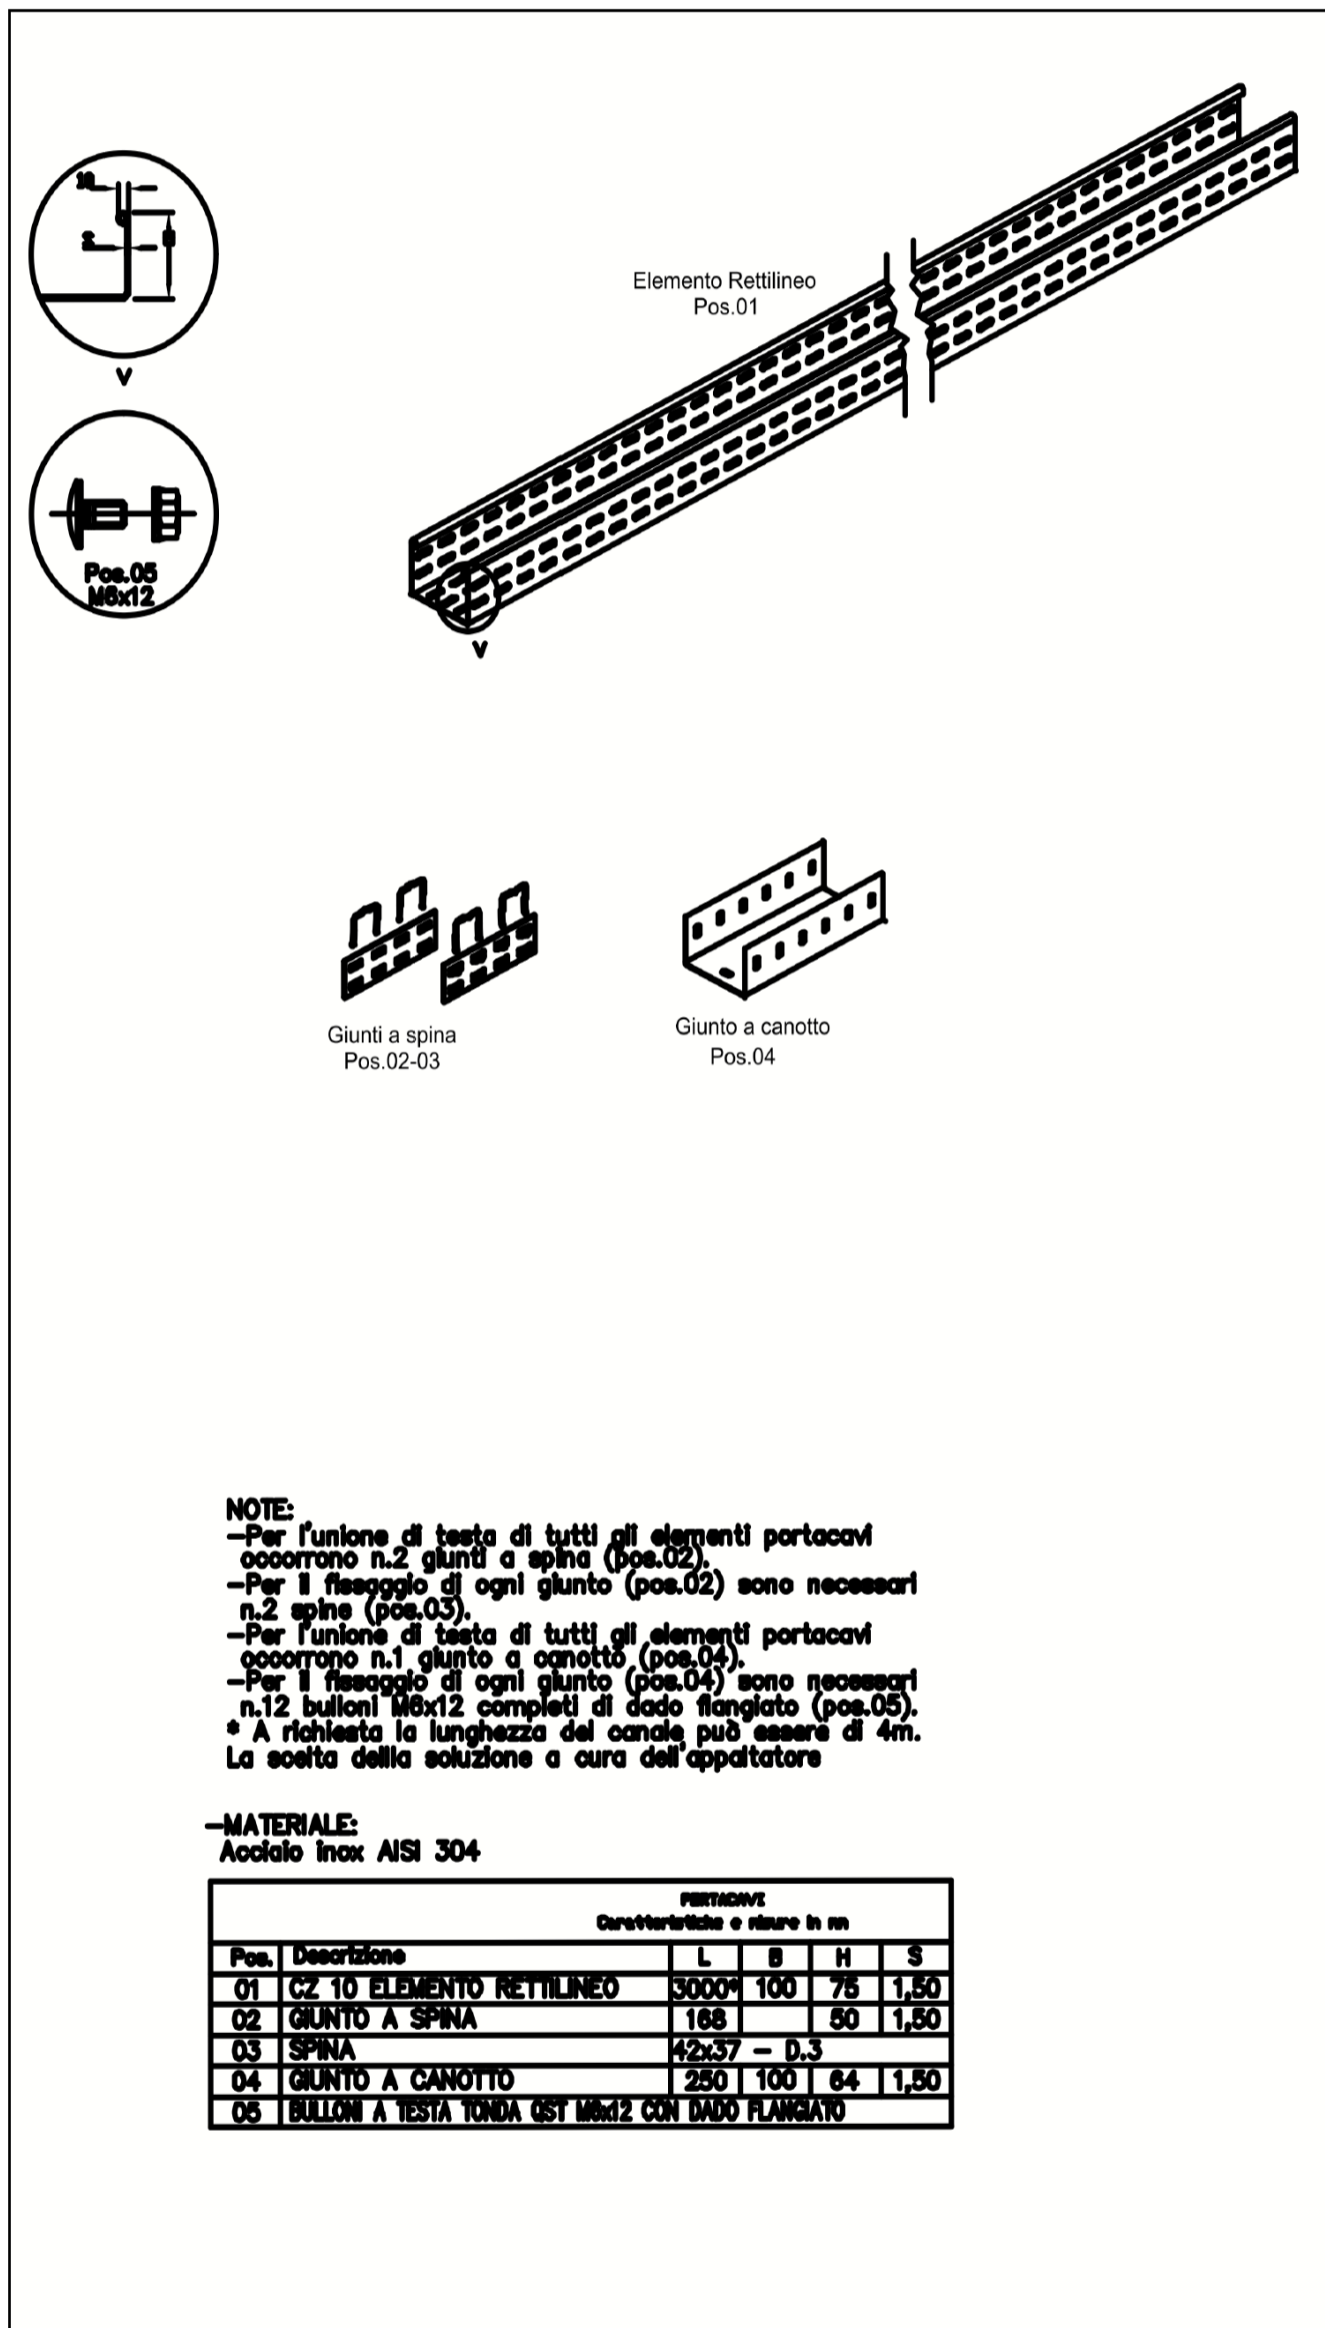 10
S
V
Pos.05
M6x12
Elemento Rettilineo
Pos.01
V
Giunti a spina
Pos.02-03
Giunto a canotto
Pos.04
NOTE:
-Per l'unione di testa di tutti gli elementi portacavi
occorrono n.2 giunti a spina (pos.02).
-Per il fissaggio di ogni giunto (pos.02) sono necessari
n.2 spine (pos.03).
-Per l'unione di testa di tutti gli elementi portacavi
occorrono n.1 giunto a canotto (pos.04).
-Per il fissaggio di ogni giunto (pos.04) sono necessari
n.12 bulloni M6x12 completi di dado flangiato (pos.05).
* A richiesta la lunghezza del canale può essere di 4m.
La scelta dellla soluzione a cura dell'appaltatore
-MATERIALE:
Acciaio inox AISI 304
PORTACAVI
Caratteristiche e misure in mm
Pos. Descrizione L B H S
01 CZ 10 ELEMENTO RETTILINEO 3000* 100 75 1,50
02 GIUNTO A SPINA 168 50 1,50
03 SPINA 42x37 - D.3
04 GIUNTO A CANOTTO 250 100 64 1,50
05 BULLONI A TESTA TONDA QST M6x12 CON DADO FLANGIATO